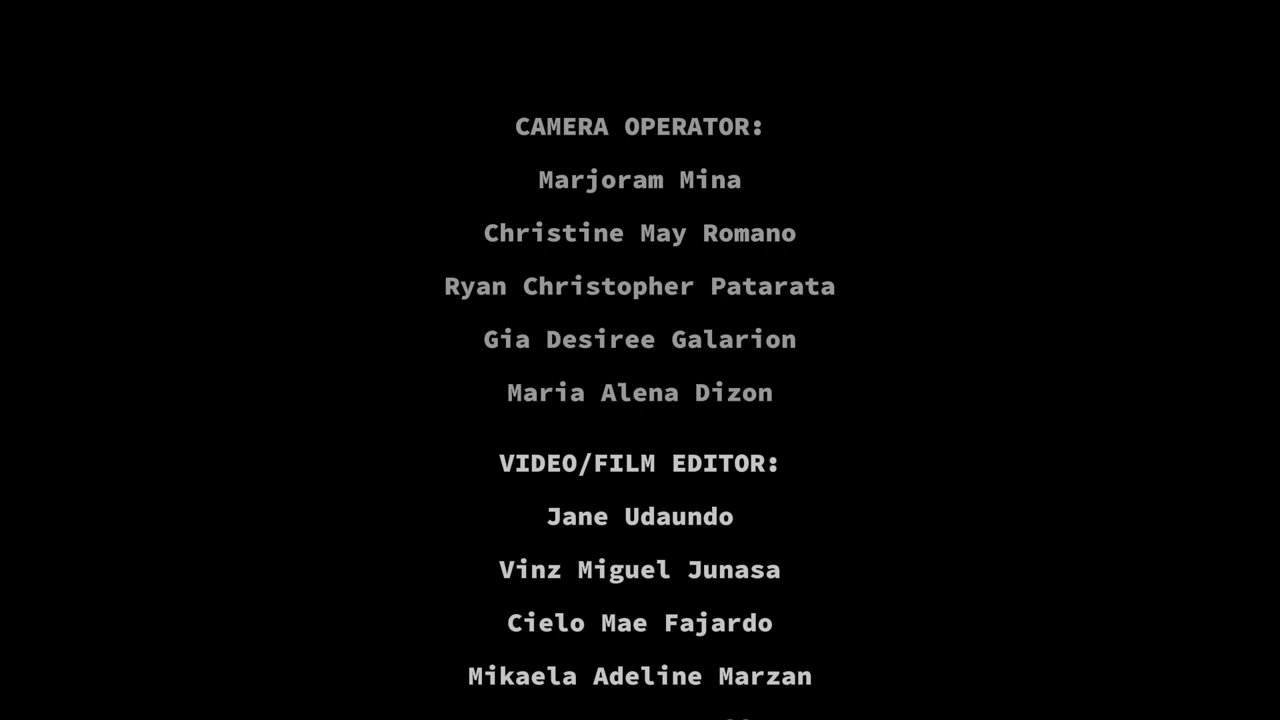 CAMERA OPERATOR:
Marjoram Mina
Christine May Romano
Ryan Christopher Patarata
Gia Desiree Galarion
Maria Alena Dizon
VIDEO/FILM EDITOR:
Jane Udaundo
Vinz Miguel Junasa
Cielo Mae Fajardo
Mikaela Adeline Marzan